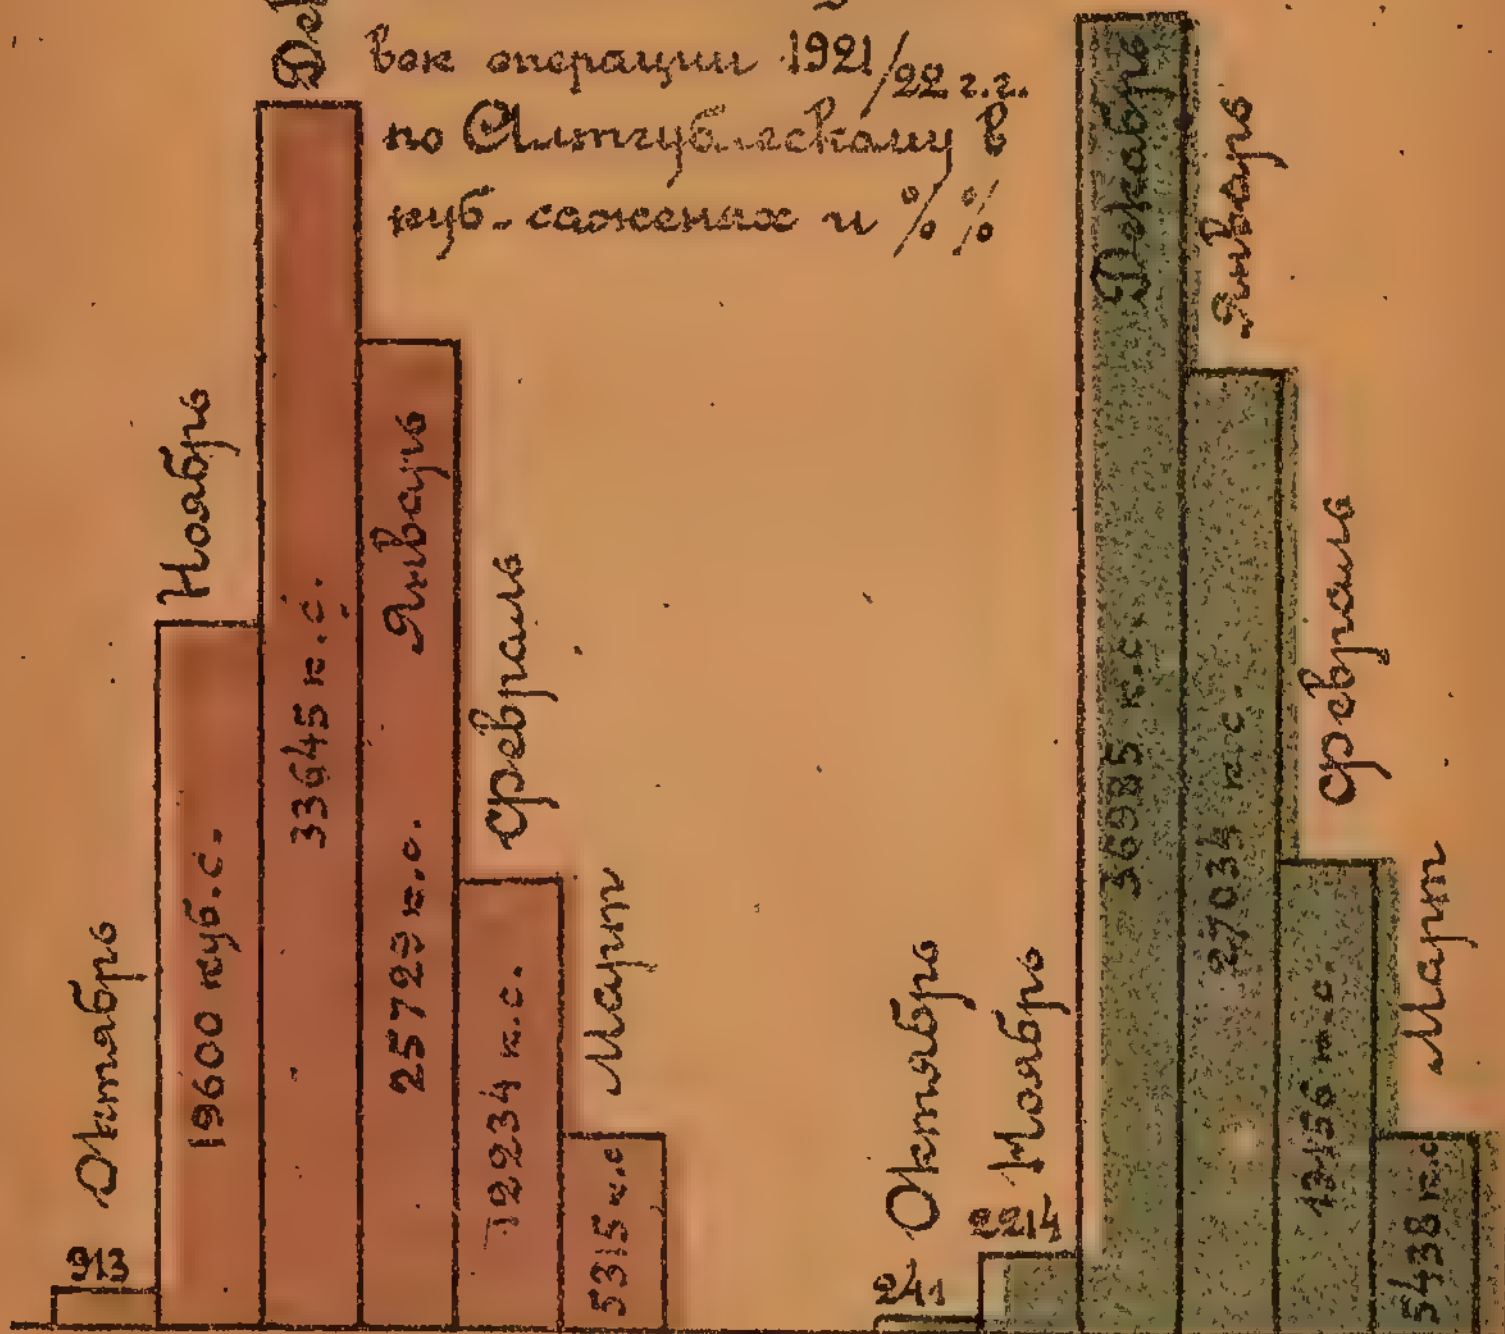 вок операции 1921/22 г.г.
по Алтгублескому в
куб. саженях и %%
Октябрь
913
Ноябрь
19600 куб. с.
Дек
33645 к. с.
Январь
25729 к. с.
Февраль
12234 к. с.
Март
5315 к. с
Октябрь
241
Ноябрь
2214
Декабрь
к. с.
Январь
27034 к. с.
Февраль
к. с.
Март
5438 к. с